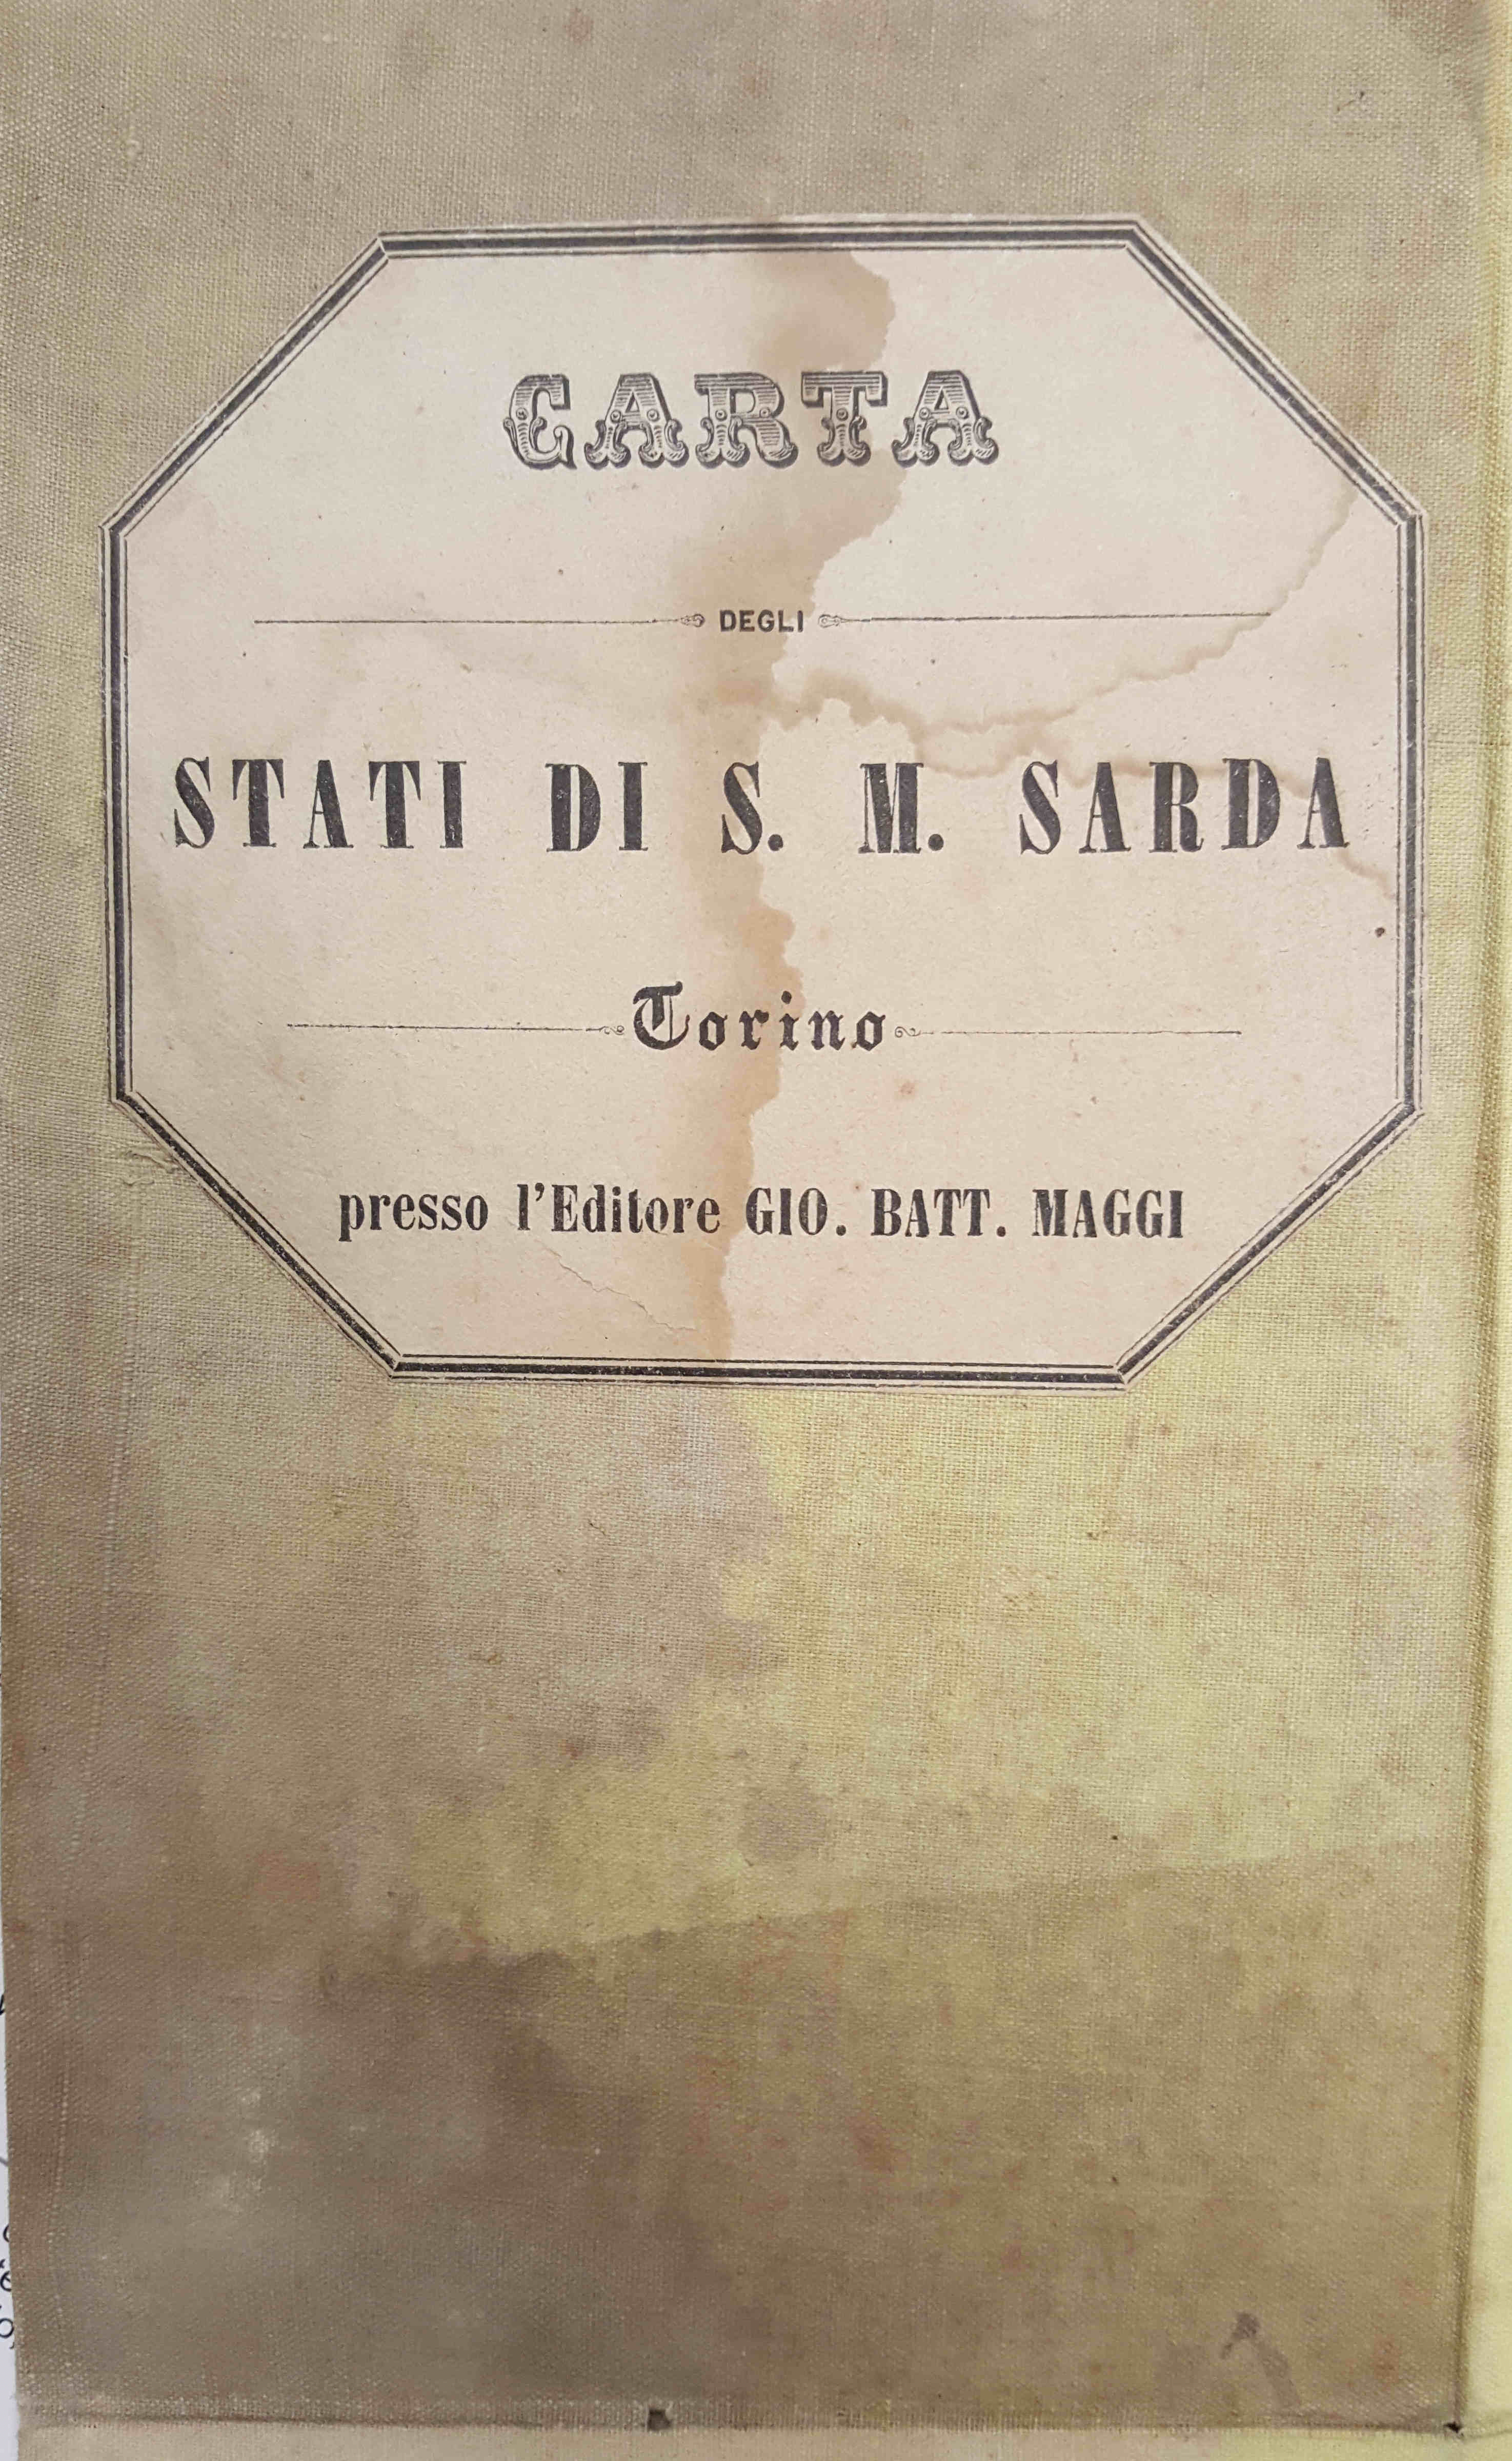 CARTA
DEGLI
STATI DI S. M. SARDA
Torino
presso l'Editore GIO. BATT. MAGGI